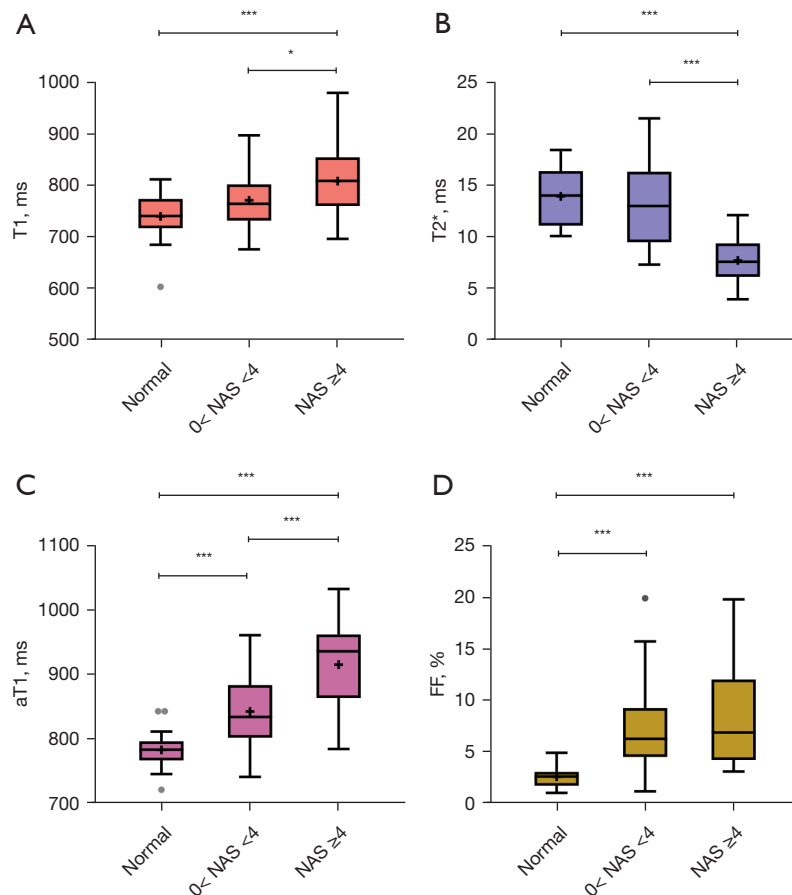 A
***
*
T1, ms
1000
900
800
700
600
500
Normal
0< NAS <4
NAS ≥4
B
***
***
T2*, ms
25
20
15
10
5
0
Normal
0< NAS <4
NAS ≥4
C
***
***
***
aT1, ms
1100
1000
900
800
700
Normal
0< NAS <4
NAS ≥4
D
***
***
FF, %
25
20
15
10
5
0
Normal
0< NAS <4
NAS ≥4